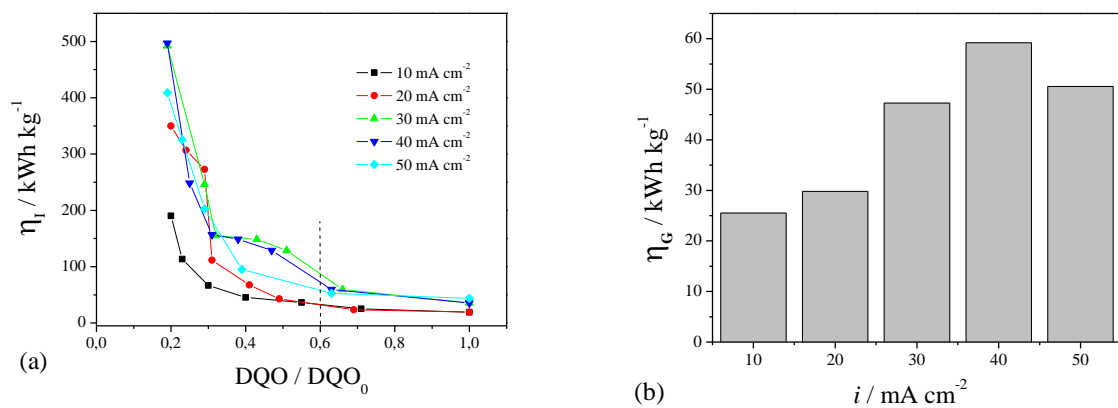 500
400
300
200
100
0
η_I / kWh kg⁻¹
10 mA cm⁻²
20 mA cm⁻²
30 mA cm⁻²
40 mA cm⁻²
50 mA cm⁻²
0,0 0,2 0,4 0,6 0,8 1,0
DQO / DQO₀
(a)
60
50
40
30
20
10
0
η_G / kWh kg⁻¹
10 20 30 40 50
i / mA cm⁻²
(b)